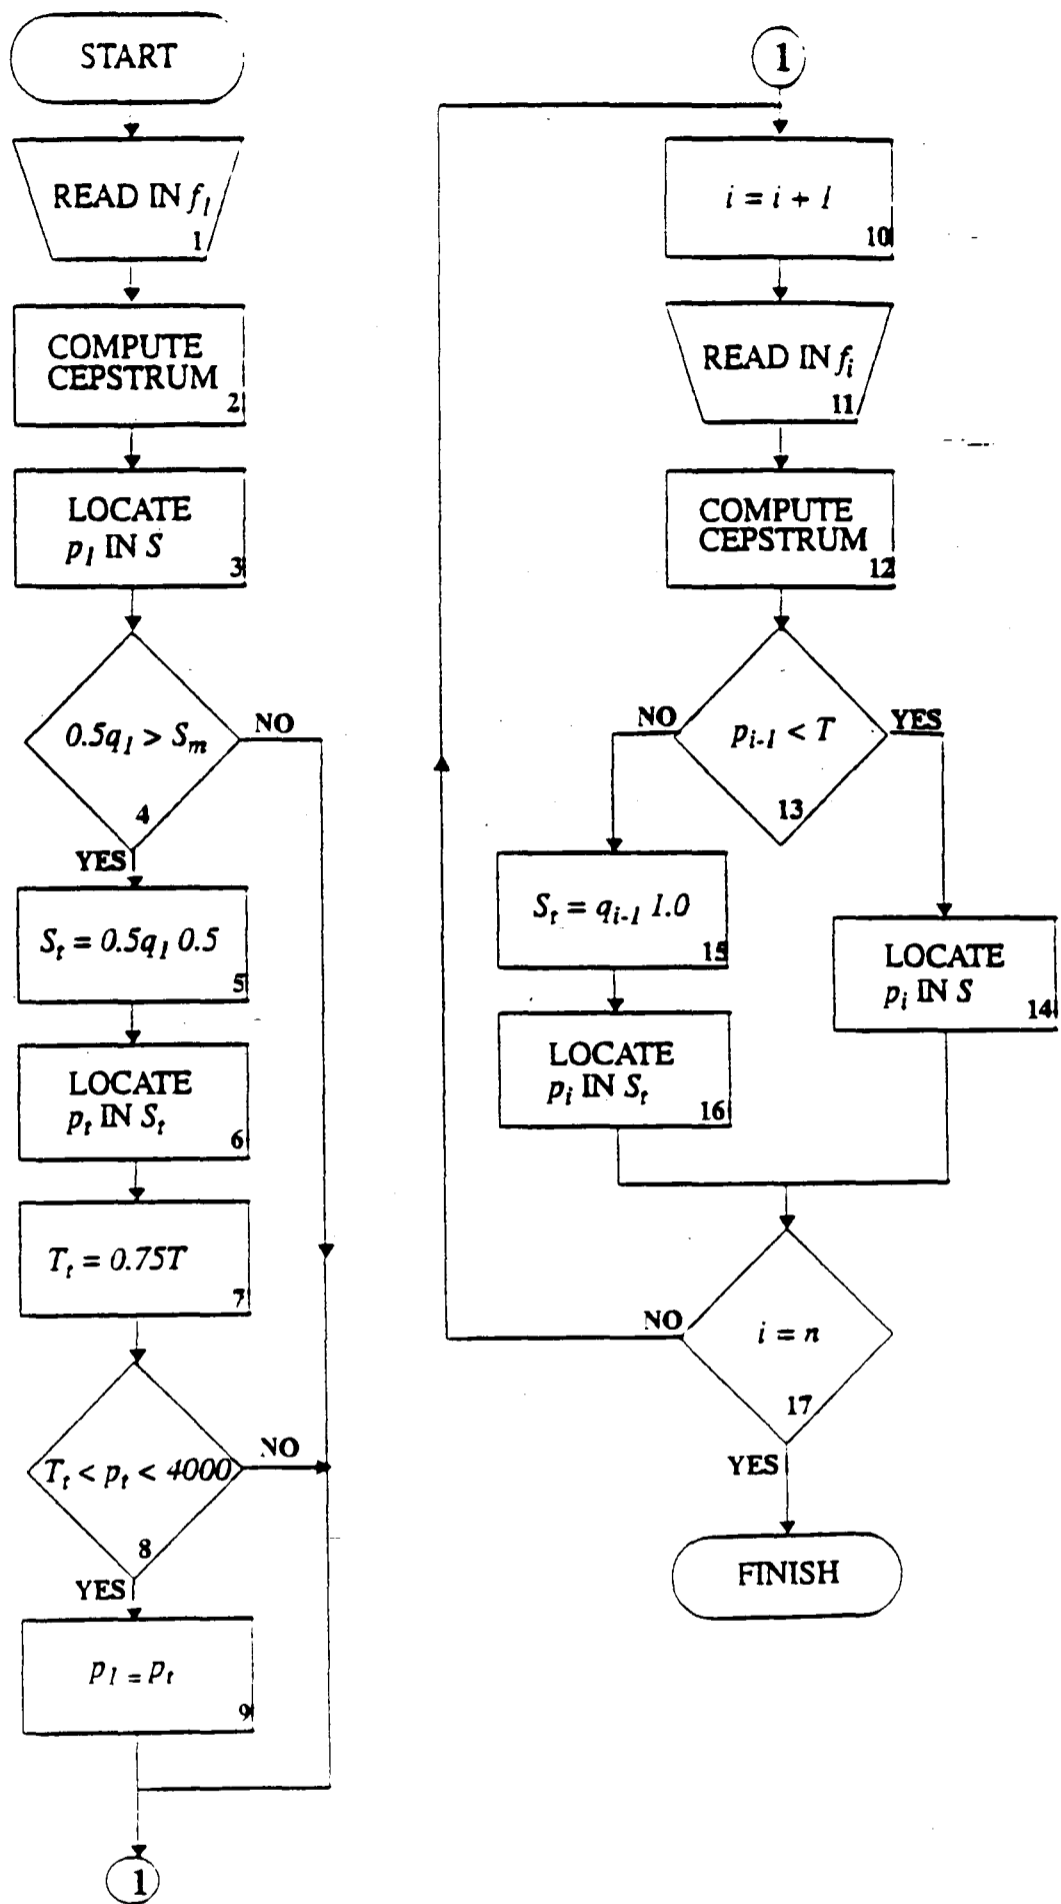 START
READ IN f1
1
COMPUTE
CEPSTRUM
2
LOCATE
p1 IN S
3
0.5q1 > Sm
4
NO
YES
St = 0.5q1 0.5
5
LOCATE
pt IN St
6
Tt = 0.75T
7
Tt < pt < 4000
8
NO
YES
p1 = pt
9
1
1
i = i + 1
10
READ IN fi
11
COMPUTE
CEPSTRUM
12
NO
pi-1 < T
YES
13
St = qi-1 1.0
15
LOCATE
pi IN S
14
LOCATE
pi IN St
16
NO
i = n
17
YES
FINISH